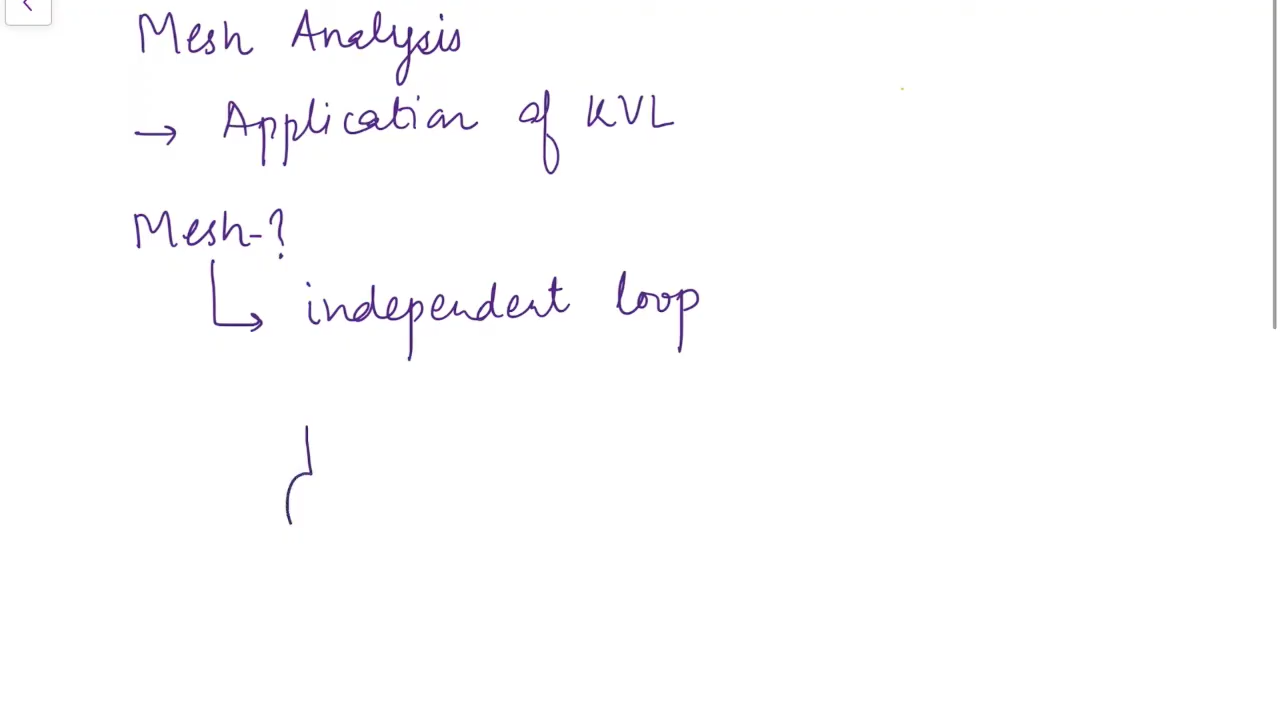 Mesh Analysis
→ Application of KVL
Mesh-?
↳ independent loop